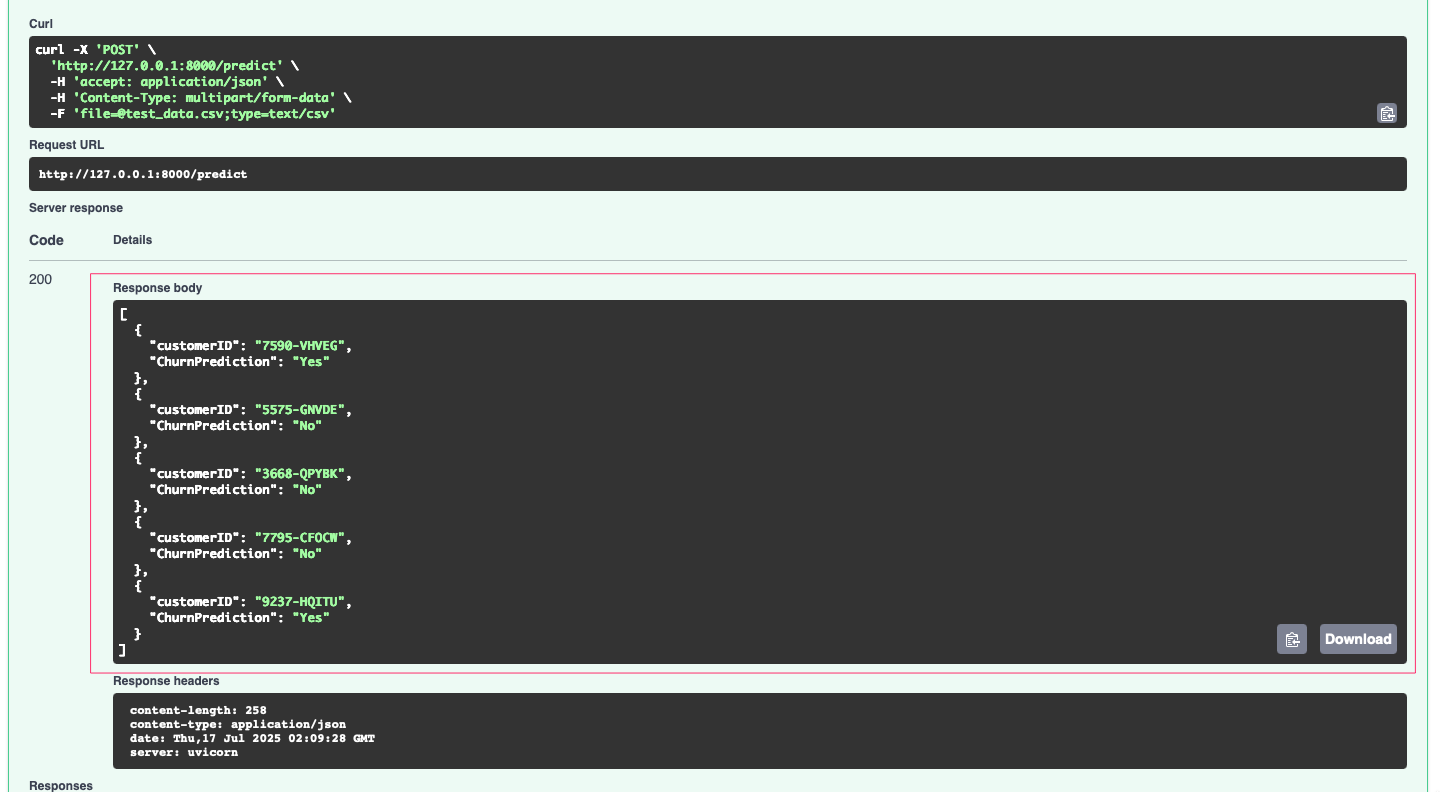 Curl
curl -X 'POST' \
'http://127.0.0.1:8000/predict' \
-H 'accept: application/json' \
-H 'Content-Type: multipart/form-data' \
-F 'file=@test_data.csv;type=text/csv'
Request URL
http://127.0.0.1:8000/predict
Server response
Code Details
200
Response body
[
{
"customerID": "7590-VHVEG",
"ChurnPrediction": "Yes"
},
{
"customerID": "5575-GNVDE",
"ChurnPrediction": "No"
},
{
"customerID": "3668-QPYBK",
"ChurnPrediction": "No"
},
{
"customerID": "7795-CFOCW",
"ChurnPrediction": "No"
},
{
"customerID": "9237-HQITU",
"ChurnPrediction": "Yes"
}
]
Download
Response headers
content-length: 258
content-type: application/json
date: Thu,17 Jul 2025 02:09:28 GMT
server: uvicorn
Responses